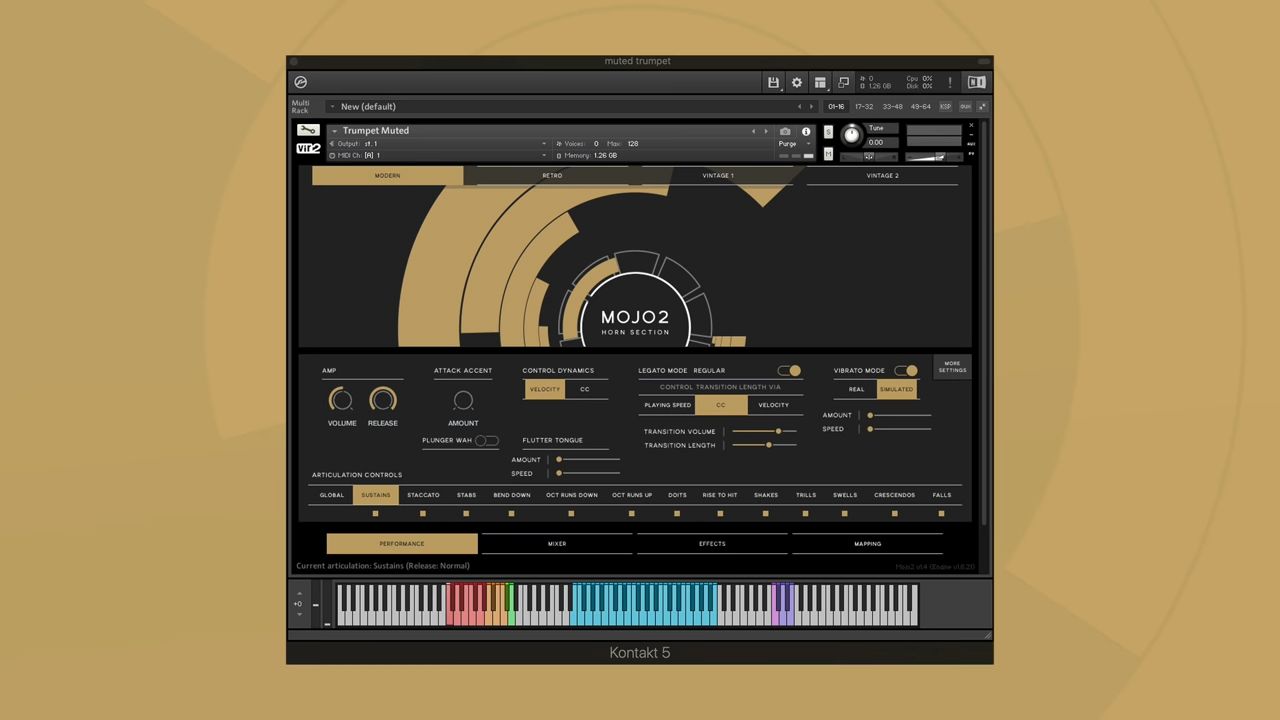 muted trumpet
0
1.26 GB
Cpu 0%
Disk 0%
!
Multi Rack
New (default)
01-16 17-32 33-48 49-64 KSP aux
Trumpet Muted
Output: st. 1
Voices: 0 Max: 128
Purge
MIDI Ch: [A] 1
Memory: 1.26 GB
S
M
Tune
0.00
AUX
PV
vir2
MODERN RETRO VINTAGE 1 VINTAGE 2
MOJO2
HORN SECTION
AMP
VOLUME RELEASE
ATTACK ACCENT
AMOUNT
PLUNGER WAH
CONTROL DYNAMICS
VELOCITY CC
FLUTTER TONGUE
AMOUNT
SPEED
LEGATO MODE REGULAR
CONTROL TRANSITION LENGTH VIA
PLAYING SPEED CC VELOCITY
TRANSITION VOLUME
TRANSITION LENGTH
VIBRATO MODE
REAL SIMULATED
AMOUNT
SPEED
MORE SETTINGS
ARTICULATION CONTROLS
GLOBAL SUSTAINS STACCATO STABS BEND DOWN OCT RUNS DOWN OCT RUNS UP DOITS RISE TO HIT SHAKES TRILLS SWELLS CRESCENDOS FALLS
PERFORMANCE MIXER EFFECTS MAPPING
Current articulation: Sustains (Release: Normal)
+0
Kontakt 5